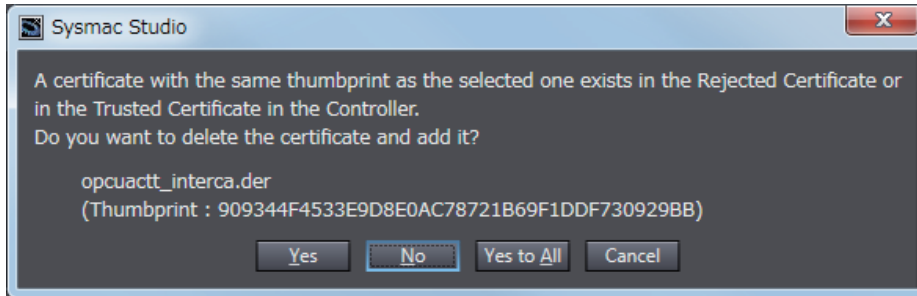 Sysmac Studio
x
A certificate with the same thumbprint as the selected one exists in the Rejected Certificate or
in the Trusted Certificate in the Controller.
Do you want to delete the certificate and add it?
opcuactt_interca.der
(Thumbprint : 909344F4533E9D8E0AC78721B69F1DDF730929BB)
Yes No Yes to All Cancel